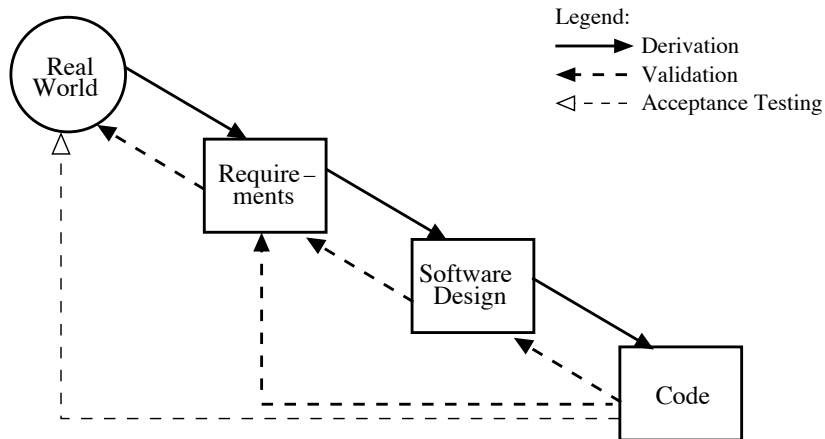 Legend:
Derivation
Validation
Acceptance Testing
Real
World
Require–
ments
Software
Design
Code